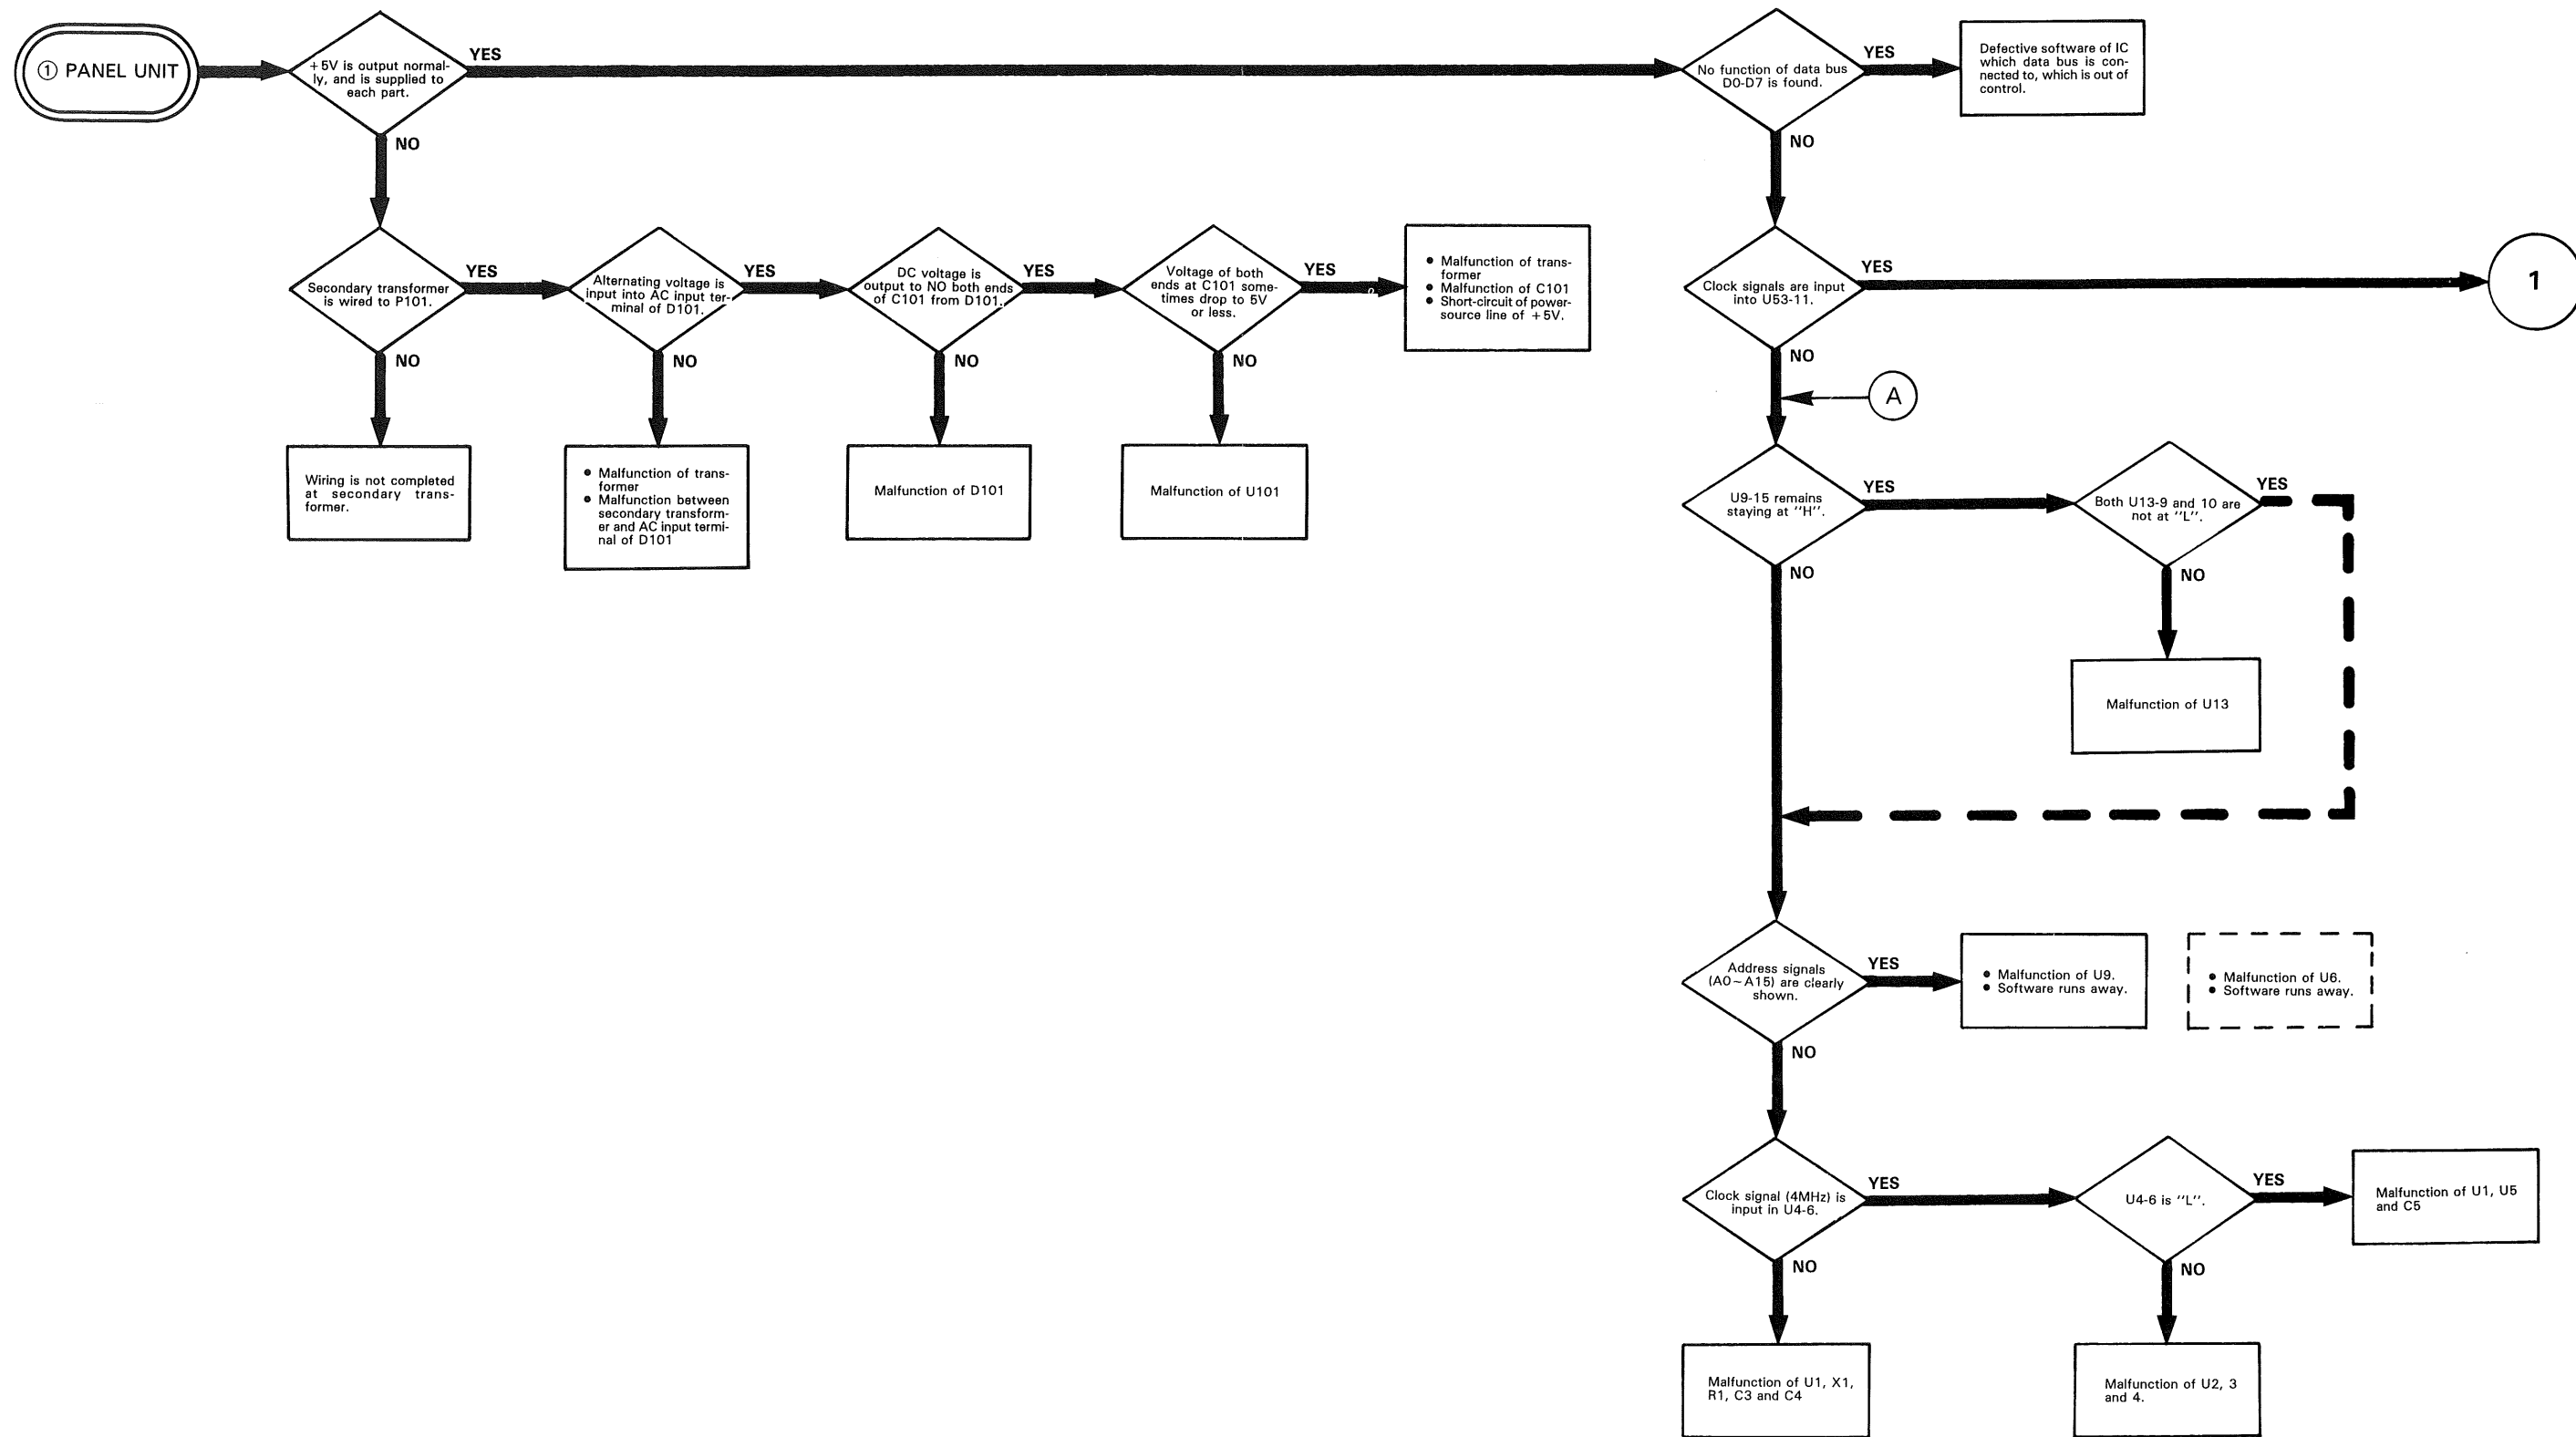 ① PANEL UNIT
+5V is output normal-
ly, and is supplied to
each part.
YES
NO
No function of data bus
D0-D7 is found.
YES
NO
Defective software of IC
which data bus is con-
nected to, which is out of
control.
Secondary transformer
is wired to P101.
YES
NO
Alternating voltage is
input into AC input ter-
minal of D101.
YES
NO
DC voltage is
output to NO both ends
of C101 from D101.
YES
NO
Voltage of both
ends at C101 some-
times drop to 5V
or less.
YES
NO
● Malfunction of trans-
former
● Malfunction of C101
● Short-circuit of power-
source line of +5V.
Clock signals are input
into U53-11.
YES
NO
1
A
Wiring is not completed
at secondary trans-
former.
● Malfunction of trans-
former
● Malfunction between
secondary transform-
er and AC input termi-
nal of D101
Malfunction of D101
Malfunction of U101
U9-15 remains
staying at "H".
YES
NO
Both U13-9 and 10 are
not at "L".
YES
NO
Malfunction of U13
Address signals
(A0~A15) are clearly
shown.
YES
NO
● Malfunction of U9.
● Software runs away.
● Malfunction of U6.
● Software runs away.
Clock signal (4MHz) is
input in U4-6.
YES
NO
U4-6 is "L".
YES
NO
Malfunction of U1, U5
and C5
Malfunction of U1, X1,
R1, C3 and C4
Malfunction of U2, 3
and 4.